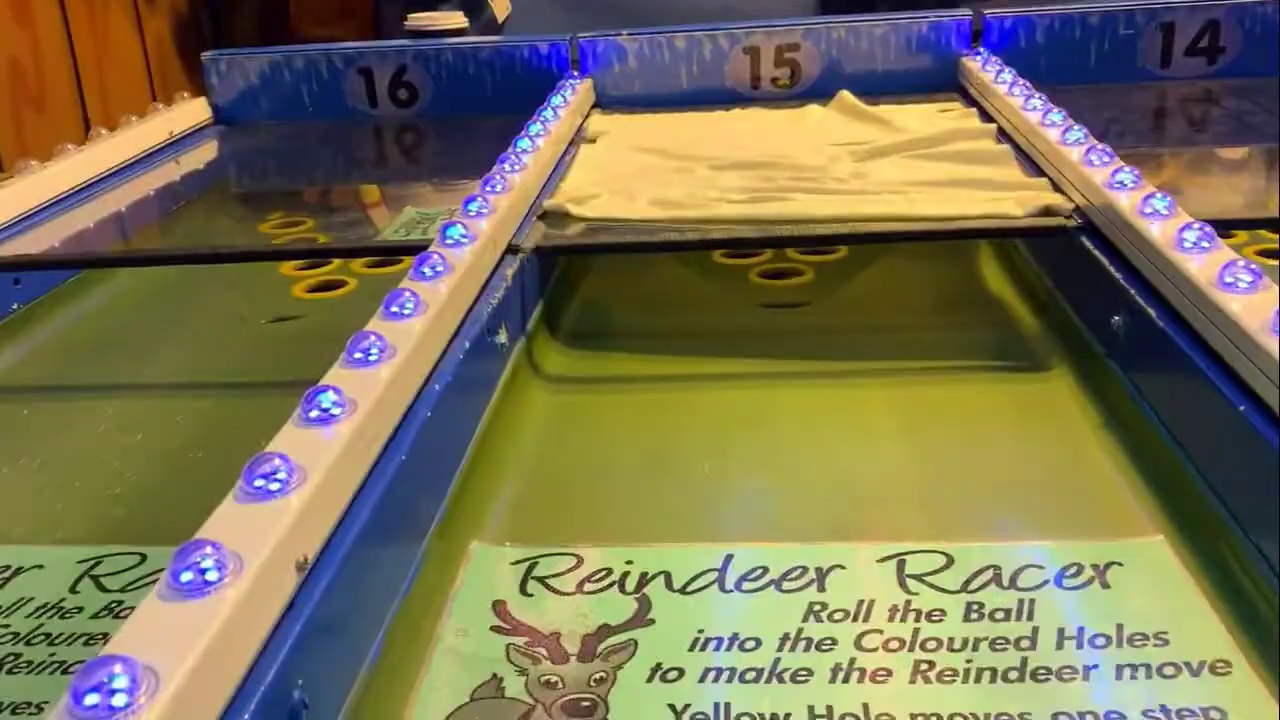 16
15
14
Reindeer Racer
Roll the Ball
into the Coloured Holes
to make the Reindeer move
Yellow Hole moves one step